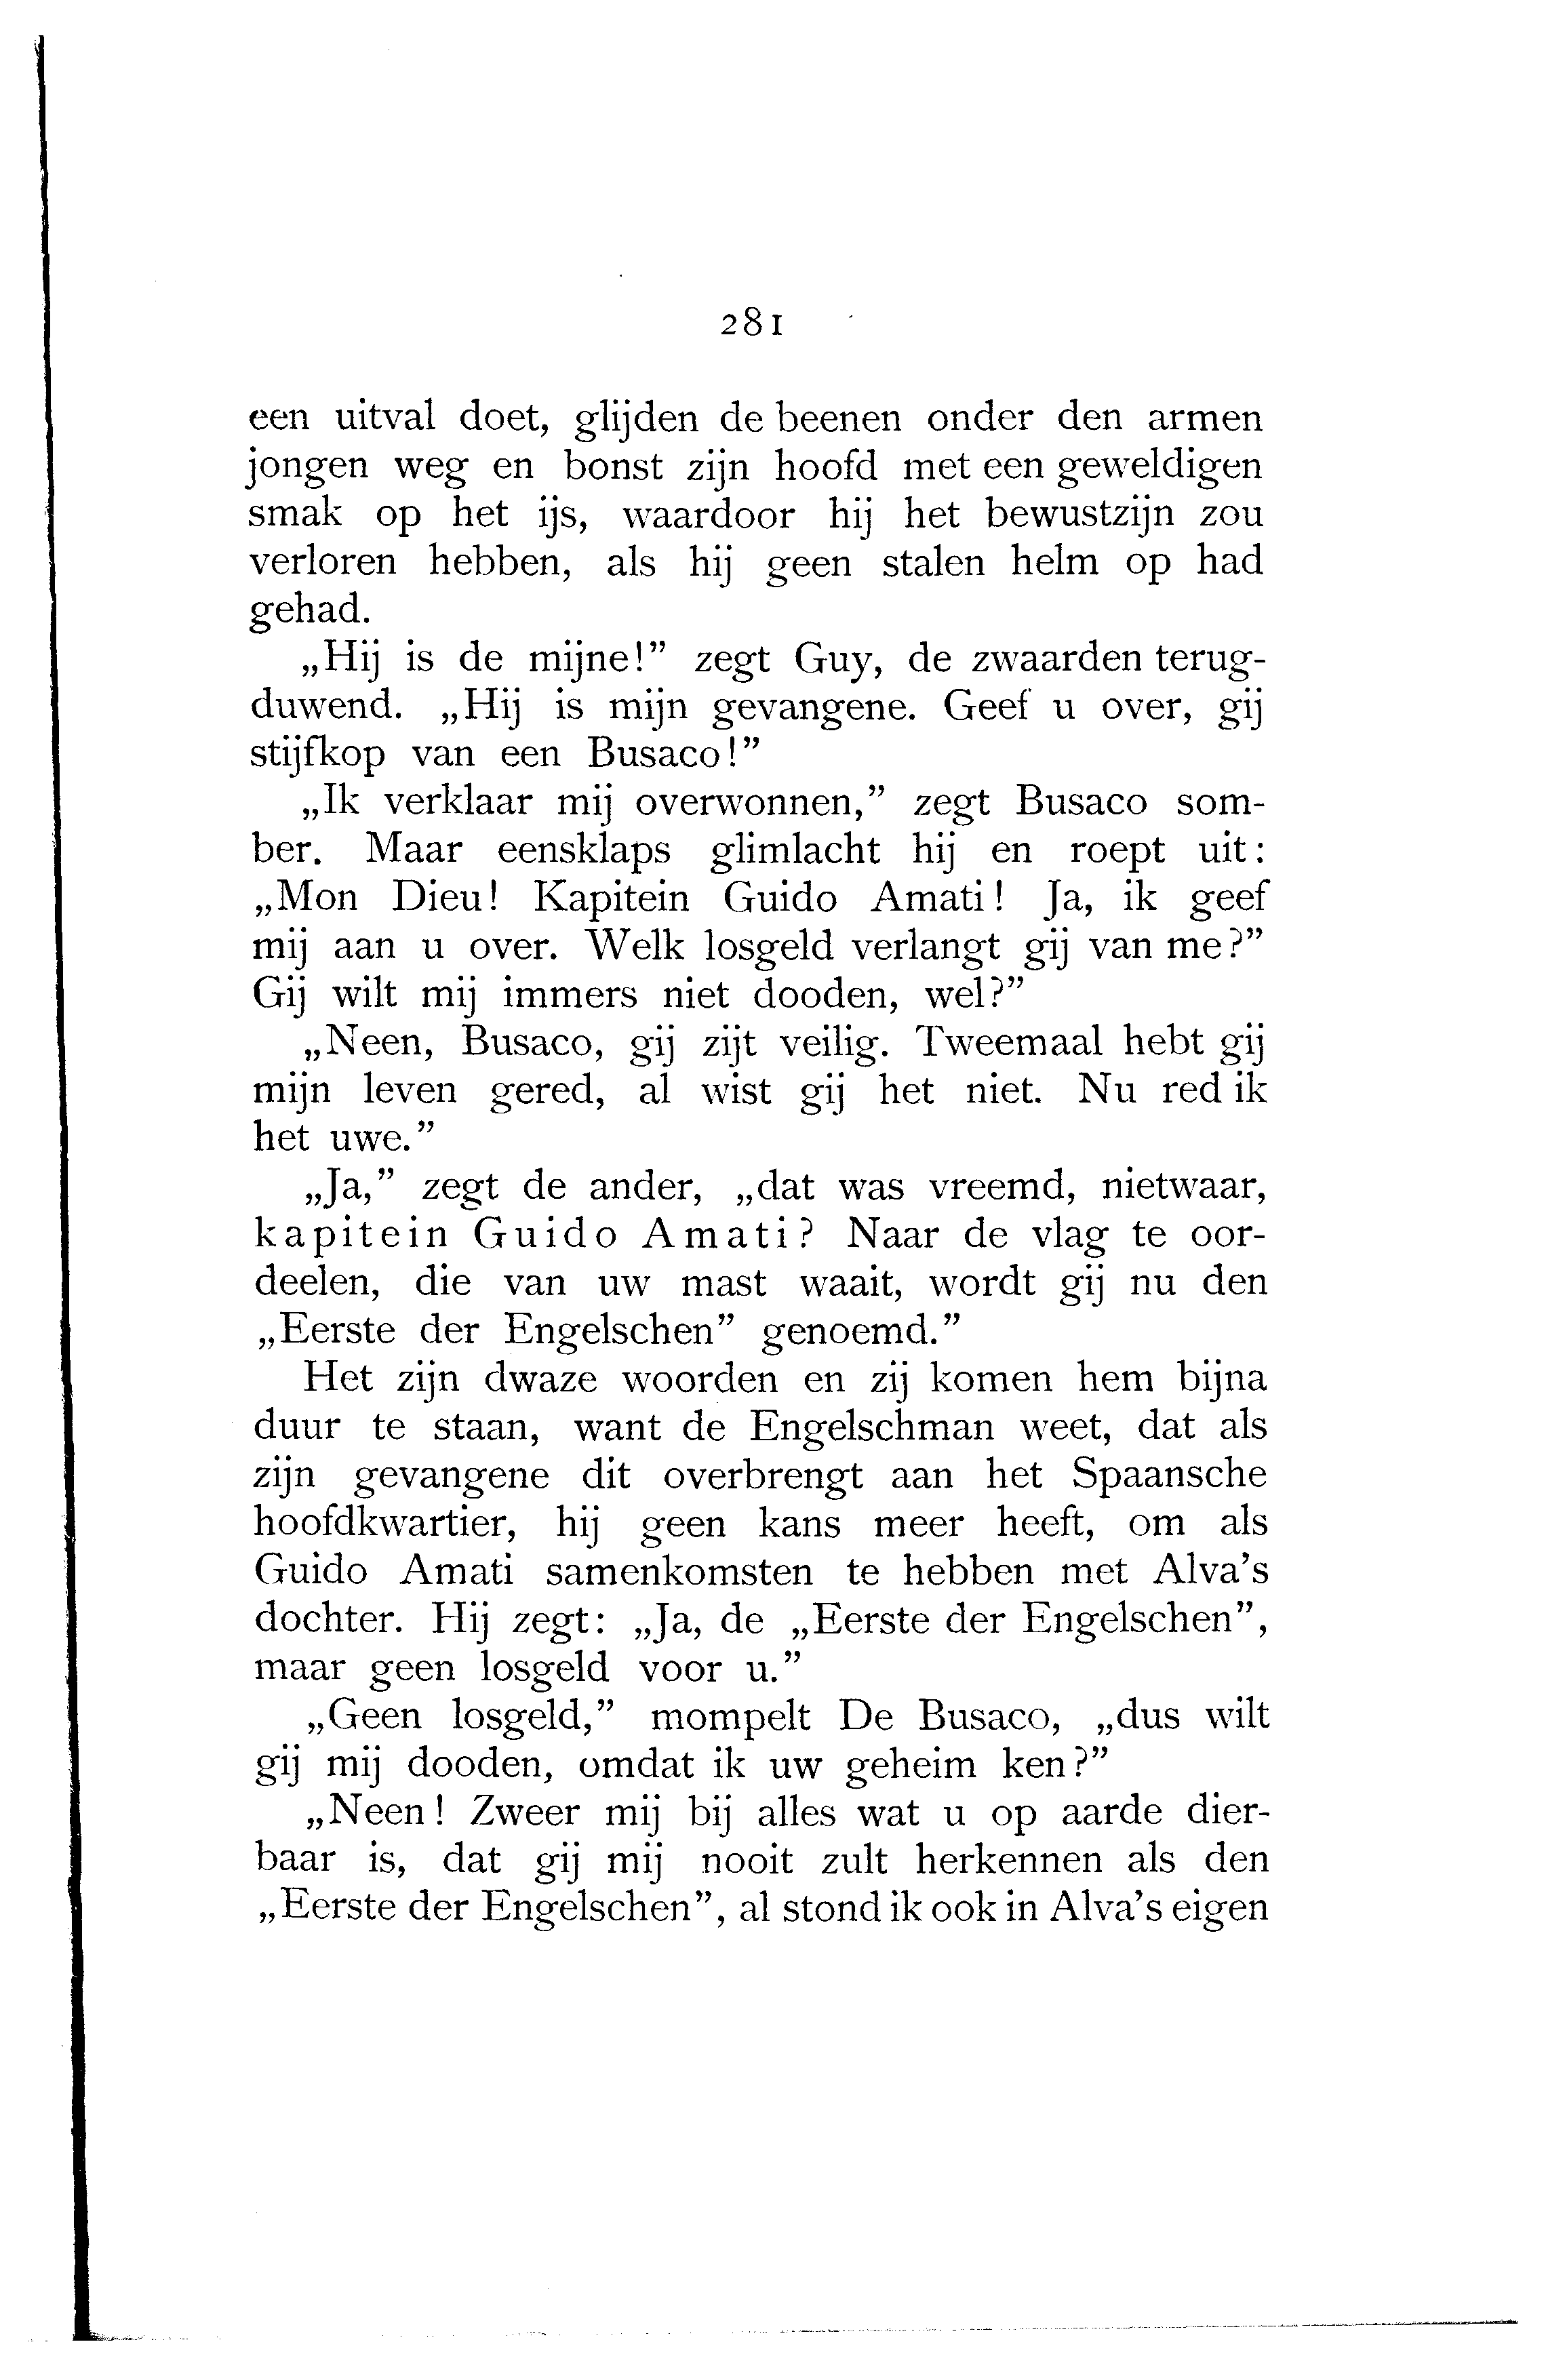 281
een uitval doet, glijden de beenen onder den armen
jongen weg en bonst zijn hoofd met een geweldigen
smak op het ijs, waardoor hij het bewustzijn zou
verloren hebben, als hij geen stalen helm op had
gehad.
„Hij is de mijne!” zegt Guy, de zwaarden terug-
duwend. „Hij is mijn gevangene. Geef u over, gij
stijfkop van een Busaco!”
„Ik verklaar mij overwonnen,” zegt Busaco som-
ber. Maar eensklaps glimlacht hij en roept uit:
„Mon Dieu! Kapitein Guido Amati! Ja, ik geef
mij aan u over. Welk losgeld verlangt gij van me?”
Gij wilt mij immers niet dooden, wel?”
„Neen, Busaco, gij zijt veilig. Tweemaal hebt gij
mijn leven gered, al wist gij het niet. Nu red ik
het uwe.”
„Ja,” zegt de ander, „dat was vreemd, nietwaar,
kapitein Guido Amati? Naar de vlag te oor-
deelen, die van uw mast waait, wordt gij nu den
„Eerste der Engelschen” genoemd.”
Het zijn dwaze woorden en zij komen hem bijna
duur te staan, want de Engelschman weet, dat als
zijn gevangene dit overbrengt aan het Spaansche
hoofdkwartier, hij geen kans meer heeft, om als
Guido Amati samenkomsten te hebben met Alva’s
dochter. Hij zegt: „Ja, de „Eerste der Engelschen”,
maar geen losgeld voor u.”
„Geen losgeld,” mompelt De Busaco, „dus wilt
gij mij dooden, omdat ik uw geheim ken?”
„Neen! Zweer mij bij alles wat u op aarde dier-
baar is, dat gij mij nooit zult herkennen als den
„Eerste der Engelschen”, al stond ik ook in Alva’s eigen